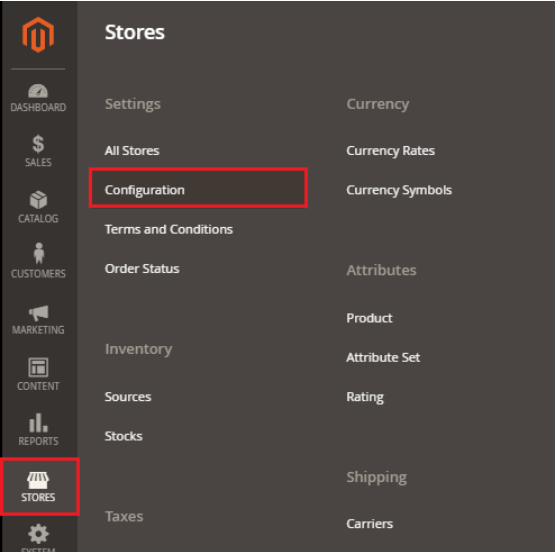 Stores
DASHBOARD
SALES
CATALOG
CUSTOMERS
MARKETING
CONTENT
REPORTS
STORES
SYSTEM
Settings
All Stores
Configuration
Terms and Conditions
Order Status
Inventory
Sources
Stocks
Taxes
Currency
Currency Rates
Currency Symbols
Attributes
Product
Attribute Set
Rating
Shipping
Carriers